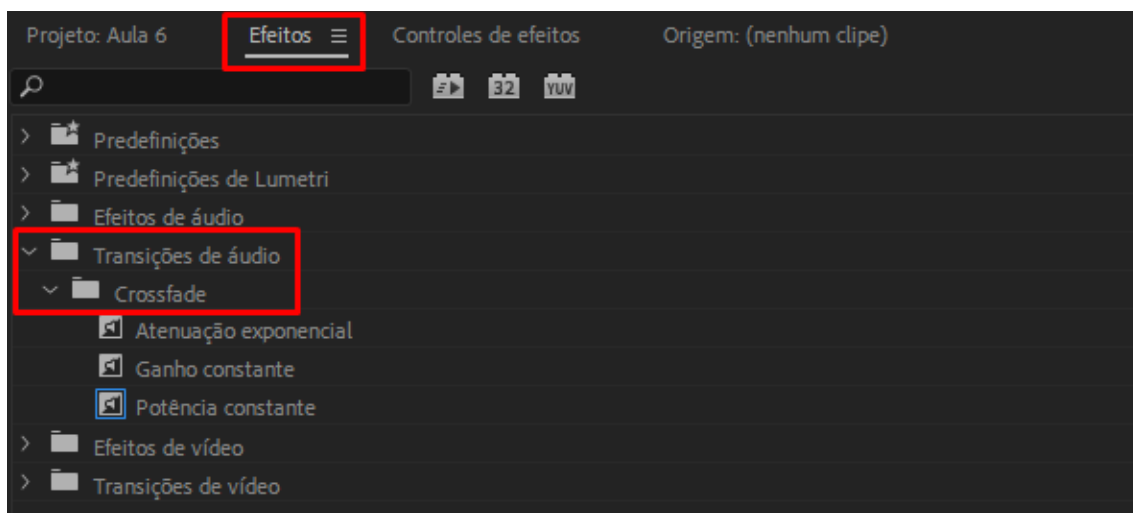 Projeto: Aula 6 Efeitos Controles de efeitos Origem: (nenhum clipe)
32 YUV
Predefinições
Predefinições de Lumetri
Efeitos de áudio
Transições de áudio
Crossfade
Atenuação exponencial
Ganho constante
Potência constante
Efeitos de vídeo
Transições de vídeo